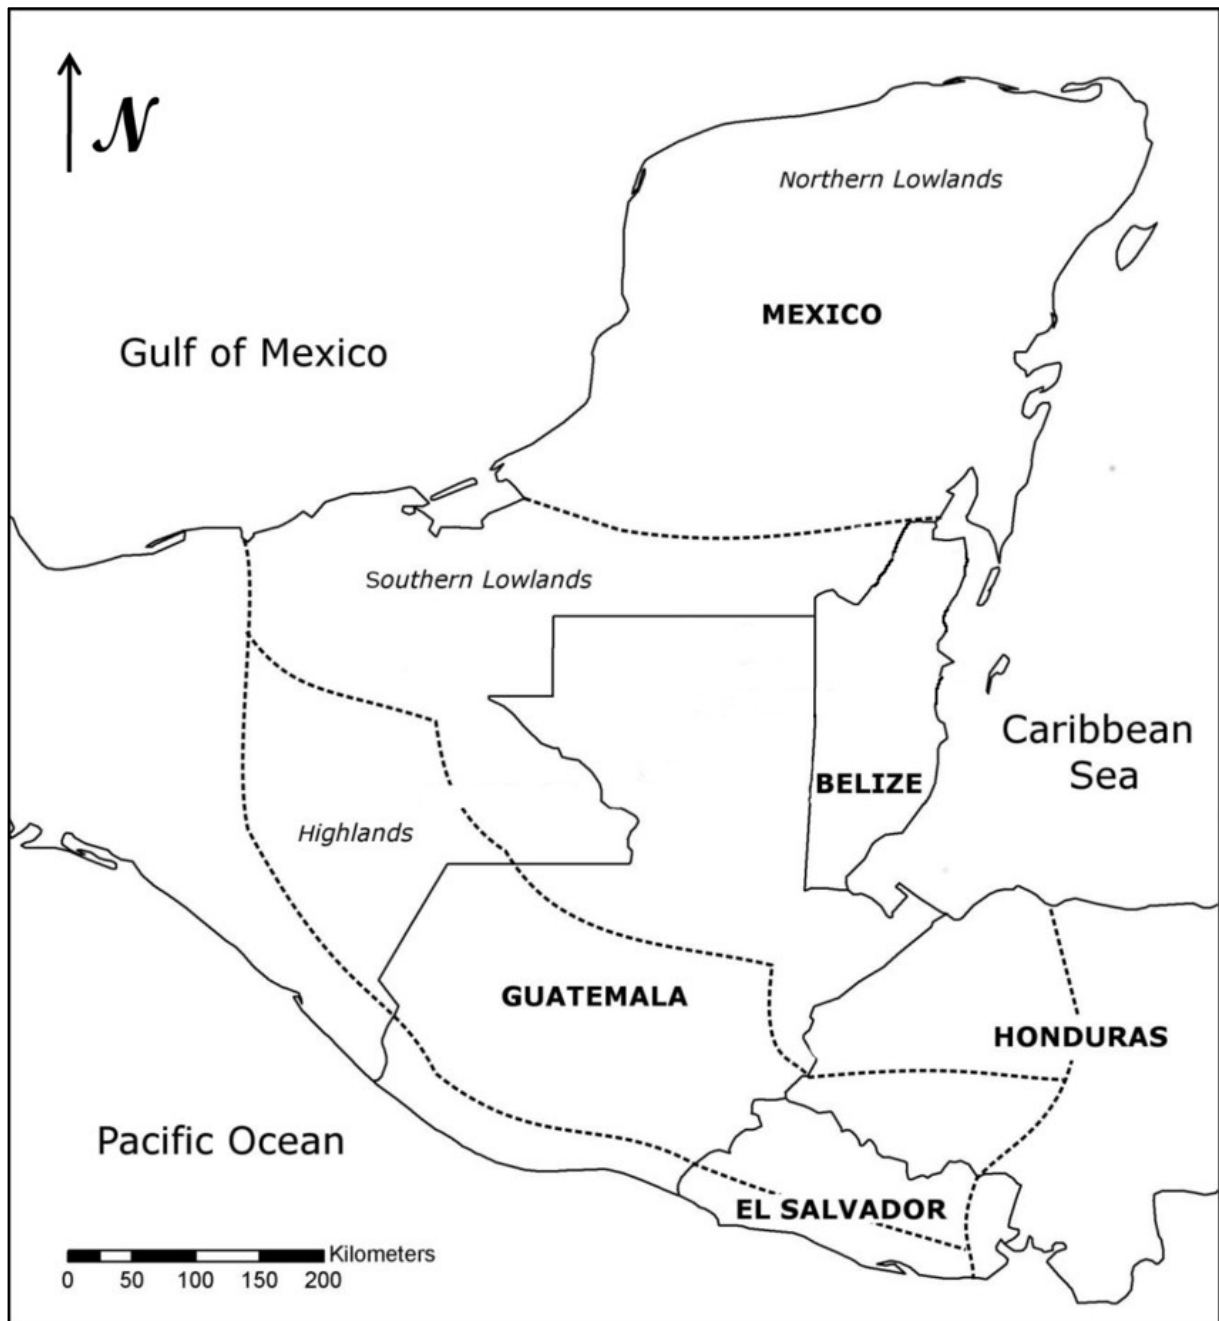 N
Northern Lowlands
MEXICO
Gulf of Mexico
Southern Lowlands
Caribbean
Sea
BELIZE
Highlands
GUATEMALA
HONDURAS
Pacific Ocean
EL SALVADOR
Kilometers
0 50 100 150 200